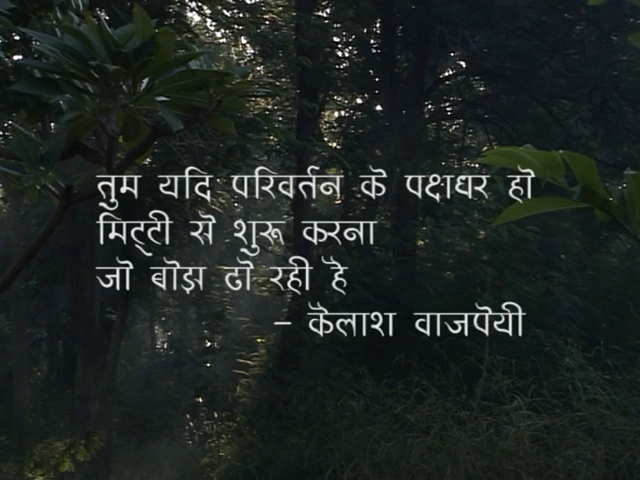 तुम यदि परिवर्तन के पक्षधर हो
मिट्टी से शुरू करना
जो बोझ ढो रही है
– कैलाश वाजपेयी